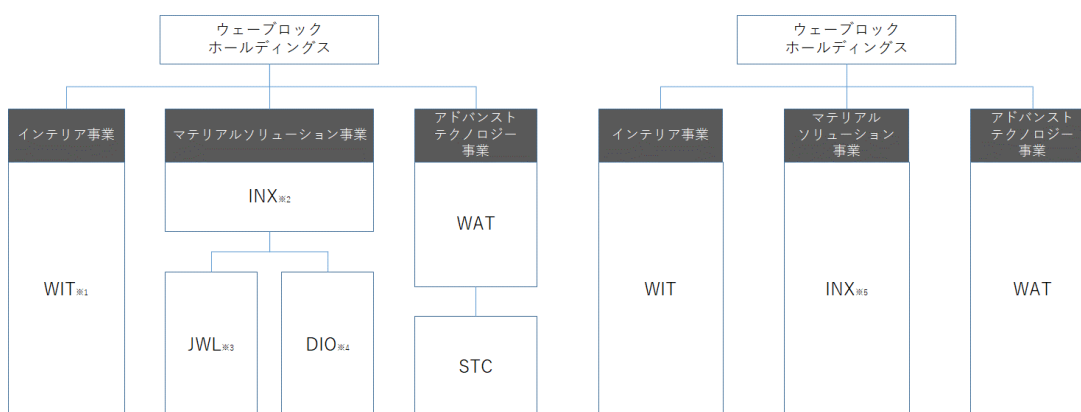 ウェーブロック
ホールディングス
インテリア事業
マテリアルソリューション事業
アドバンスト
テクノロジー
事業
INX※2
WAT
WIT※1
JWL※3
DIO※4
STC
ウェーブロック
ホールディングス
インテリア事業
マテリアル
ソリューション
事業
アドバンスト
テクノロジー
事業
WIT
INX※5
WAT